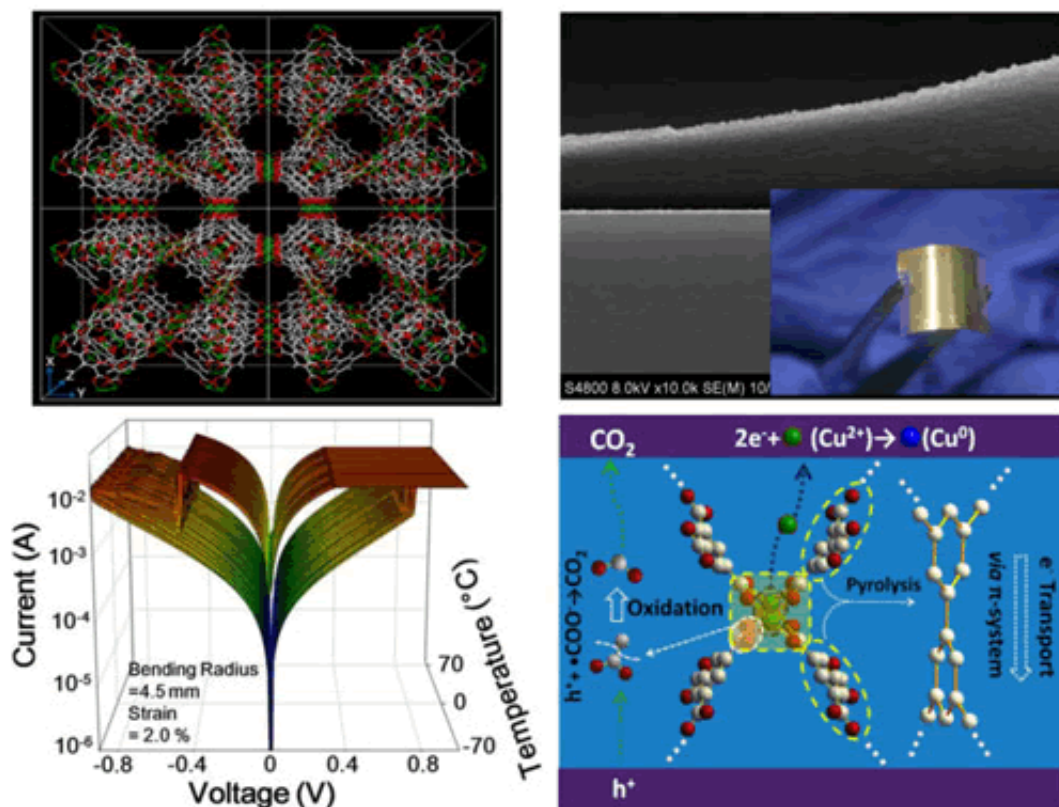 X
Z
Y
S4800 8.0kV x10.0k SE(M) 10/
10⁻²
10⁻³
10⁻⁴
10⁻⁵
10⁻⁶
Current (A)
Bending Radius
=4.5 mm
Strain
= 2.0 %
-0.8
-0.4
0
0.4
0.8
Voltage (V)
70
0
-70
Temperature (°C)
CO₂
2e⁻+ (Cu²⁺)→ (Cu⁰)
h⁺+•COO⁻→CO₂
Oxidation
Pyrolysis
e⁻ Transport
via π-system
h⁺